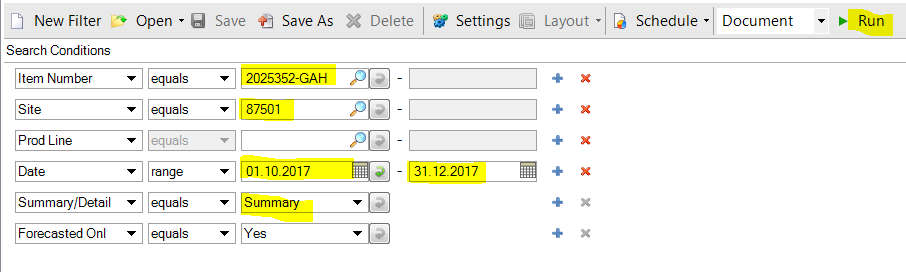 New Filter Open Save Save As Delete Settings Layout Schedule Document Run
Search Conditions
Item Number equals 2025352-GAH -
Site equals 87501 -
Prod Line equals -
Date range 01.10.2017 - 31.12.2017
Summary/Detail equals Summary
Forecasted Onl equals Yes